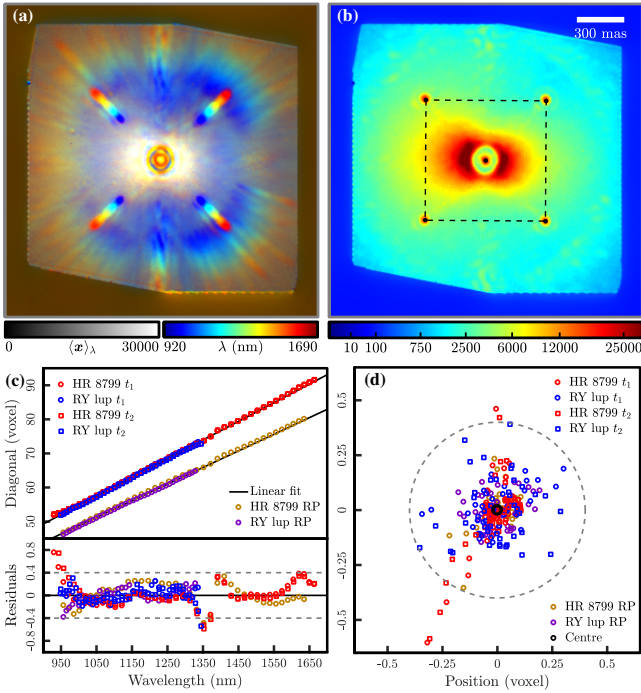 (a)
(b)
300 mas
0 ⟨x⟩λ 30000
920 λ (nm) 1690
10 100 750 2500 6000 12000 25000
(c)
HR 8799 t1
RY lup t1
HR 8799 t2
RY lup t2
Linear fit
HR 8799 RP
RY lup RP
Diagonal (voxel)
90
80
70
60
50
Residuals
0.8
0.4
0
-0.4
-0.8
950 1050 1150 1250 1350 1450 1550 1650
Wavelength (nm)
(d)
HR 8799 t1
RY lup t1
HR 8799 t2
RY lup t2
0.5
0.25
0
-0.25
-0.5
HR 8799 RP
RY lup RP
Centre
-0.5 -0.25 0 0.25 0.5
Position (voxel)